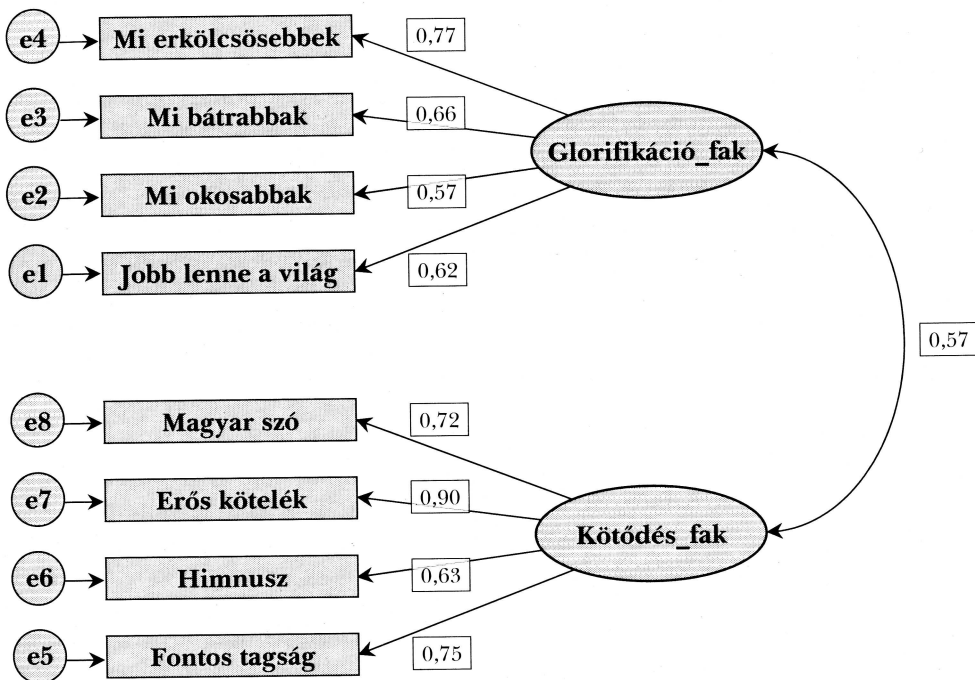 e4 Mi erkölcsösebbek 0,77
e3 Mi bátrabbak 0,66
Glorifikáció_fak
e2 Mi okosabbak 0,57
e1 Jobb lenne a világ 0,62
0,57
e8 Magyar szó 0,72
e7 Erős kötelék 0,90
Kötődés_fak
e6 Himnusz 0,63
e5 Fontos tagság 0,75